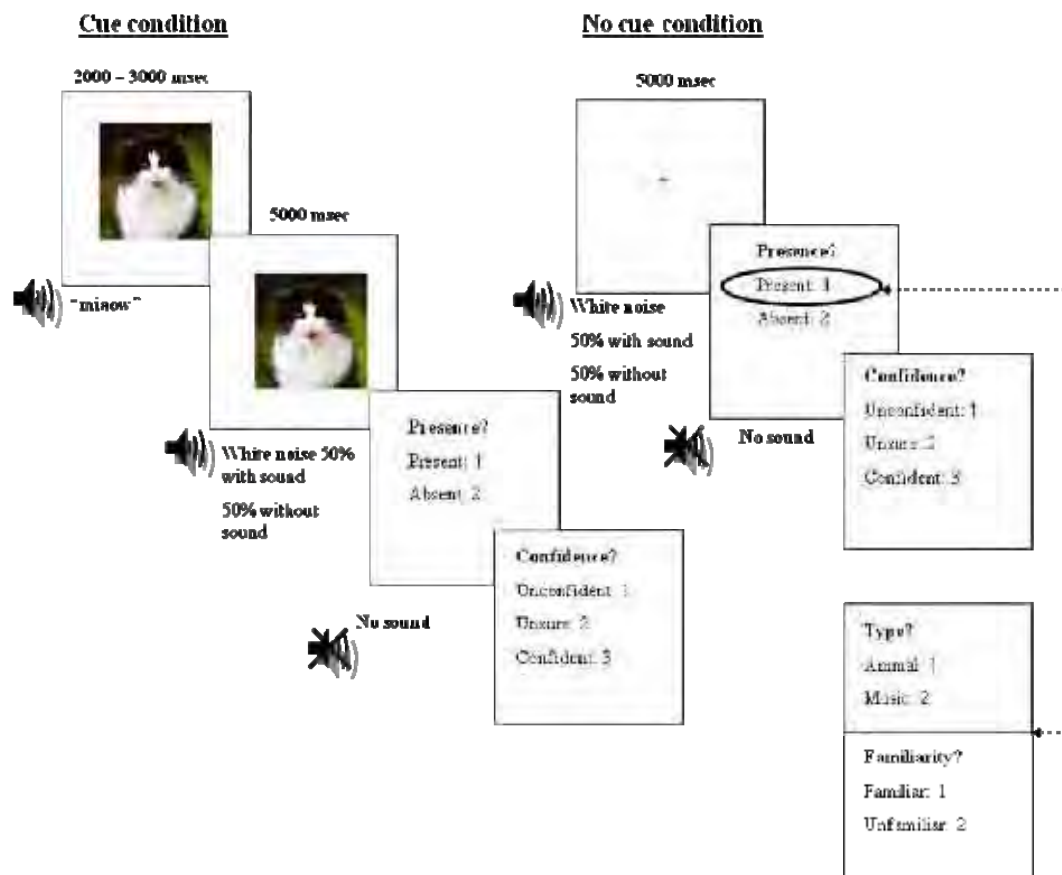 Cue condition
2000 – 3000 msec
"miaow"
5000 msec
White noise 50%
with sound
50% without
sound
Presence?
Present: 1
Absent: 2
No sound
Confidence?
Unconfident: 1
Unsure: 2
Confident: 3
No cue condition
5000 msec
White noise
50% with sound
50% without
sound
Presence?
Present: 1
Absent: 2
No sound
Confidence?
Unconfident: 1
Unsure: 2
Confident: 3
Type?
Animal: 1
Music: 2
Familiarity?
Familiar: 1
Unfamiliar: 2